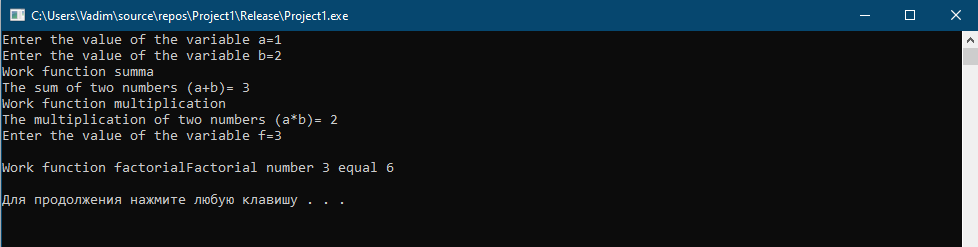 C:\Users\Vadim\source\repos\Project1\Release\Project1.exe
Enter the value of the variable a=1
Enter the value of the variable b=2
Work function summa
The sum of two numbers (a+b)= 3
Work function multiplication
The multiplication of two numbers (a*b)= 2
Enter the value of the variable f=3
Work function factorialFactorial number 3 equal 6
Для продолжения нажмите любую клавишу . . .